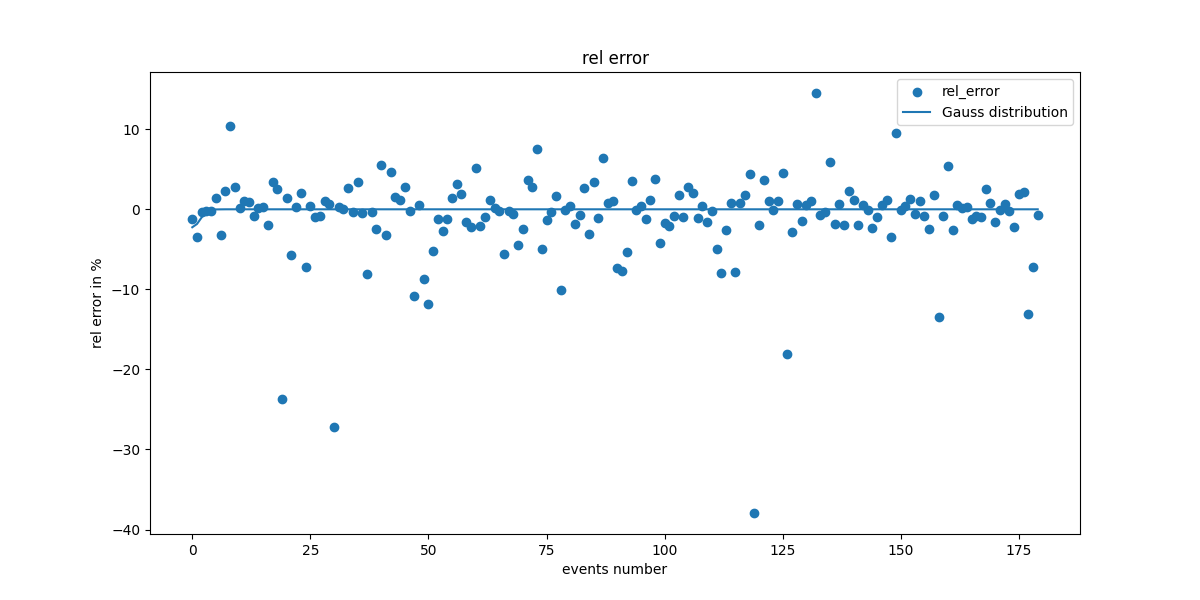 rel error
rel_error
Gauss distribution
rel error in %
10
0
−10
−20
−30
−40
0
25
50
75
100
125
150
175
events number